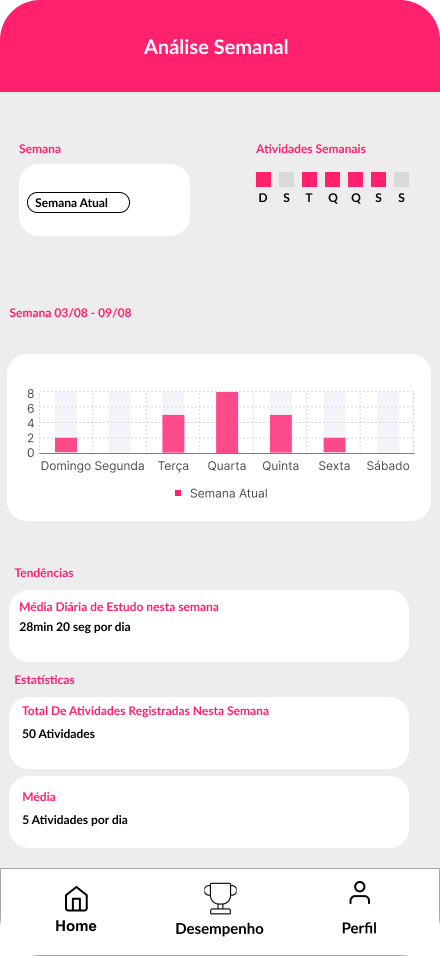 Análise Semanal
Semana
Atividades Semanais
Semana Atual
D S T Q Q S S
Semana 03/08 - 09/08
8
6
4
2
0
Domingo Segunda Terça Quarta Quinta Sexta Sábado
Semana Atual
Tendências
Média Diária de Estudo nesta semana
28min 20 seg por dia
Estatísticas
Total De Atividades Registradas Nesta Semana
50 Atividades
Média
5 Atividades por dia
Home Desempenho Perfil